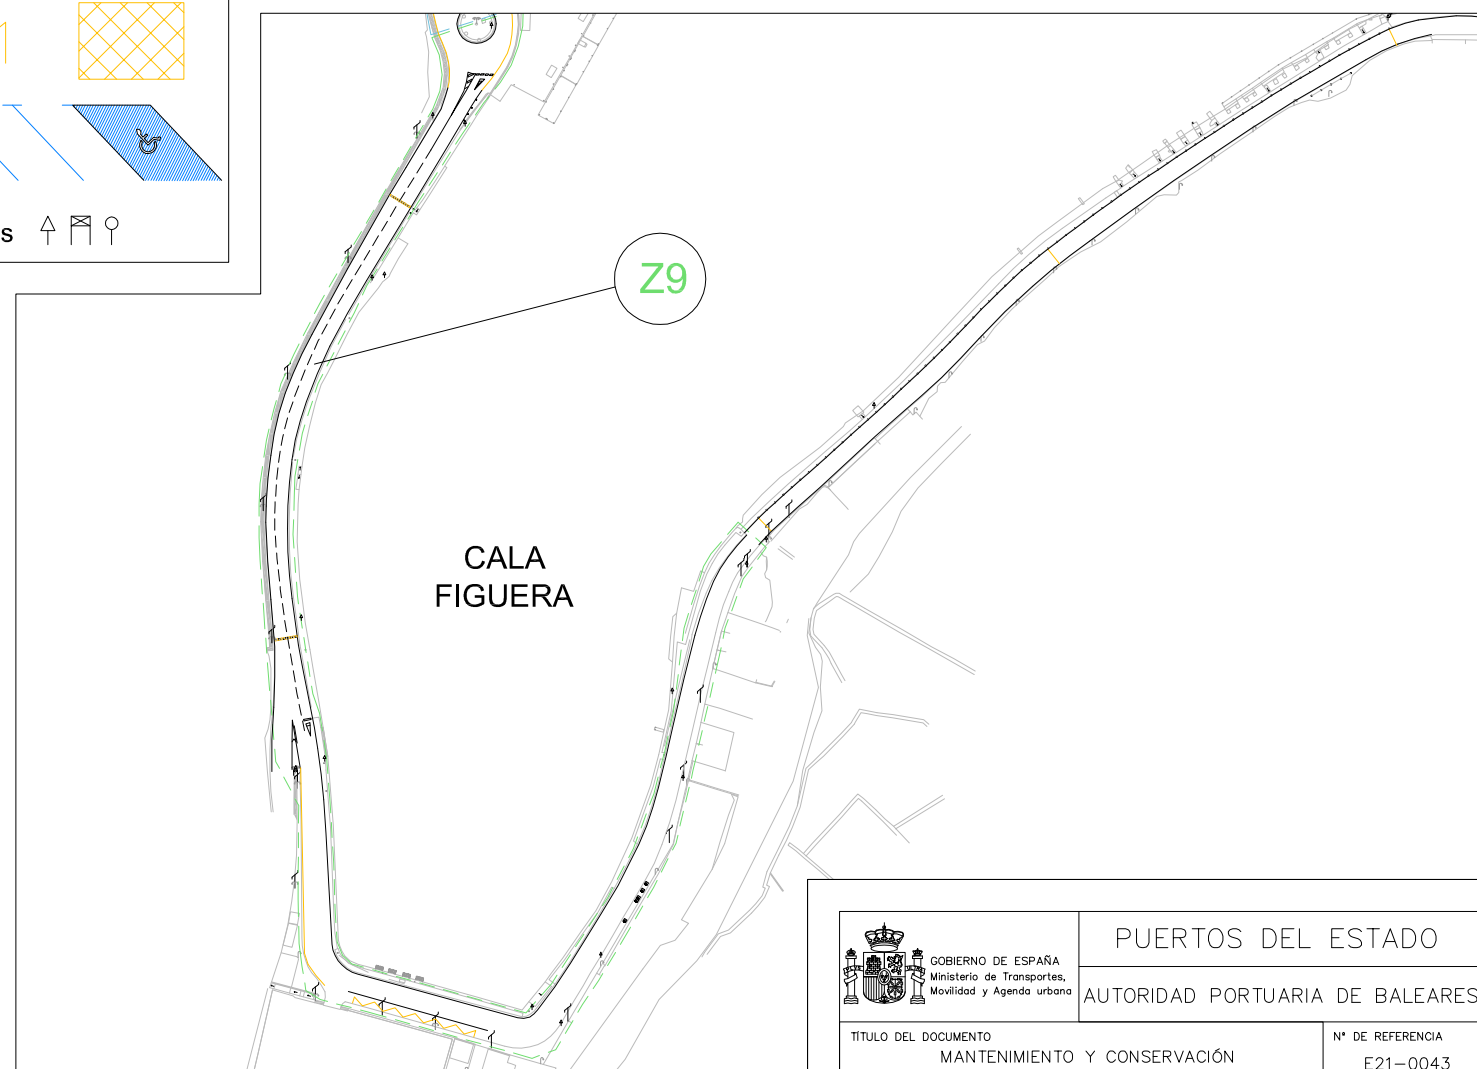 s
Z9
CALA
FIGUERA
GOBIERNO DE ESPAÑA
Ministerio de Transportes,
Movilidad y Agenda urbana
PUERTOS DEL ESTADO
AUTORIDAD PORTUARIA DE BALEARES
TÍTULO DEL DOCUMENTO
MANTENIMIENTO Y CONSERVACIÓN
Nº DE REFERENCIA
E21-0043